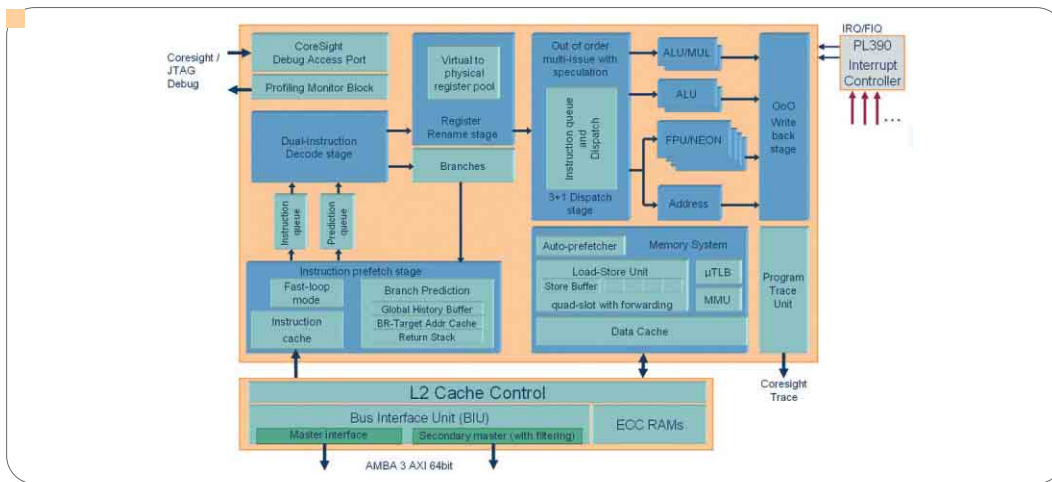 Coresight /
JTAG
Debug
CoreSight
Debug Access Port
Profiling Monitor Block
Virtual to
physical
register pool
Register
Rename stage
Dual-instruction
Decode stage
Branches
Instruction
queue
Prediction
queue
Instruction prefetch stage
Fast-loop
mode
Instruction
cache
Branch Prediction
Global History Buffer
BR-Target Addr Cache
Return Stack
Out of order
multi-issue with
speculation
Instruction queue
and
Dispatch
3+1 Dispatch
stage
ALU/MUL
ALU
FPU/NEON
Address
OoO
Write
back
stage
IRQ/FIQ
PL390
Interrupt
Controller
...
Auto-prefetcher
Memory System
Load-Store Unit
Store Buffer
quad-slot with forwarding
µTLB
MMU
Data Cache
Program
Trace
Unit
Coresight
Trace
L2 Cache Control
Bus Interface Unit (BIU)
Master interface
Secondary master (with filtering)
ECC RAMs
AMBA 3 AXI 64bit